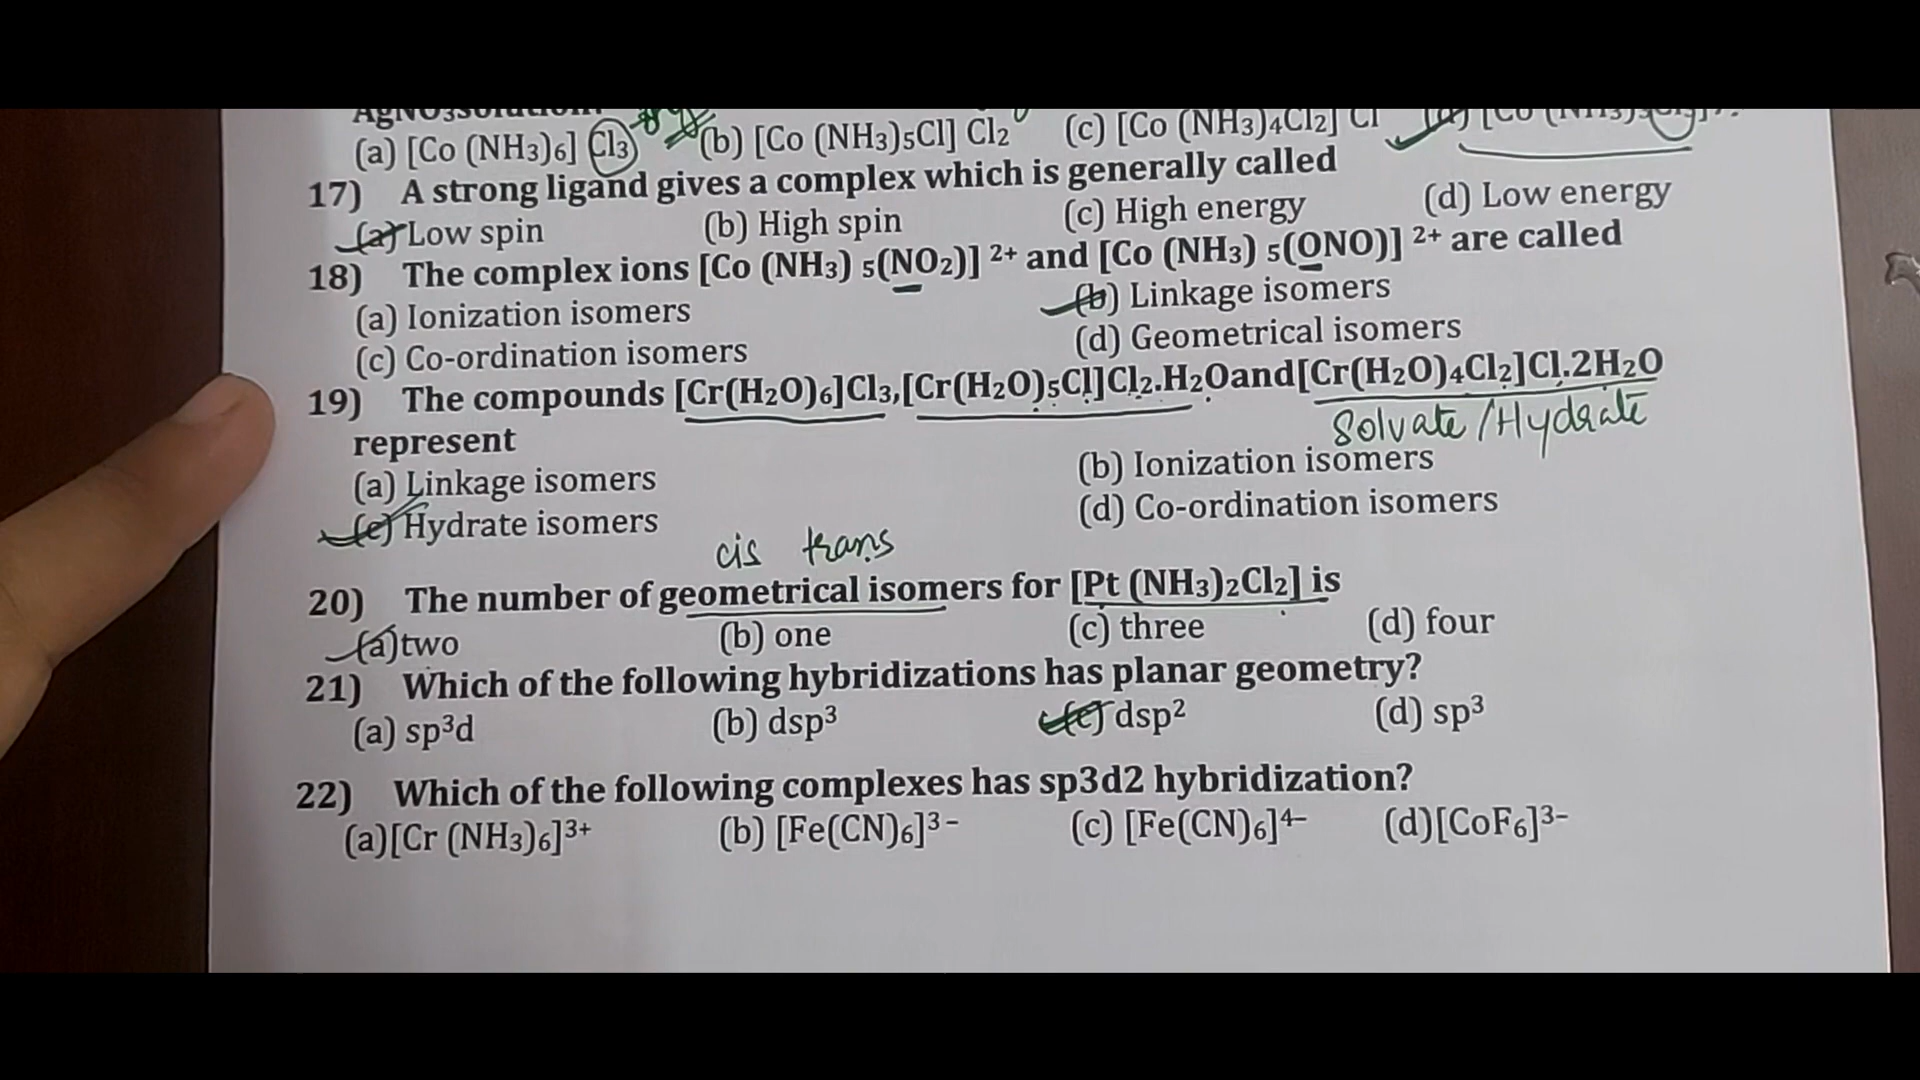 AgNO3solution.
(a) [Co (NH3)6] Cl3 (b) [Co (NH3)5Cl] Cl2 (c) [Co (NH3)4Cl2] Cl (d) [Co (NH3)3Cl3]
17) A strong ligand gives a complex which is generally called
(a) Low spin (b) High spin (c) High energy (d) Low energy
18) The complex ions [Co (NH3) 5(NO2)] 2+ and [Co (NH3) 5(ONO)] 2+ are called
(a) Ionization isomers (b) Linkage isomers
(c) Co-ordination isomers (d) Geometrical isomers
19) The compounds [Cr(H2O)6]Cl3,[Cr(H2O)5Cl]Cl2.H2Oand[Cr(H2O)4Cl2]Cl.2H2O
represent Solvate / Hydrate
(a) Linkage isomers (b) Ionization isomers
(c) Hydrate isomers (d) Co-ordination isomers
cis trans
20) The number of geometrical isomers for [Pt (NH3)2Cl2] is
(a)two (b) one (c) three (d) four
21) Which of the following hybridizations has planar geometry?
(a) sp³d (b) dsp³ (c) dsp² (d) sp³
22) Which of the following complexes has sp3d2 hybridization?
(a)[Cr (NH3)6]3+ (b) [Fe(CN)6]3– (c) [Fe(CN)6]4– (d)[CoF6]3–